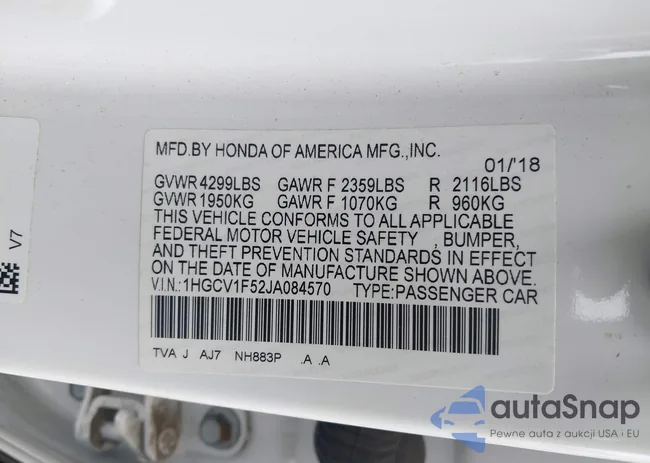 MFD.BY HONDA OF AMERICA MFG.,INC.
01/'18
GVWR 4299LBS GAWR F 2359LBS R 2116LBS
GVWR 1950KG GAWR F 1070KG R 960KG
THIS VEHICLE CONFORMS TO ALL APPLICABLE
FEDERAL MOTOR VEHICLE SAFETY , BUMPER,
AND THEFT PREVENTION STANDARDS IN EFFECT
ON THE DATE OF MANUFACTURE SHOWN ABOVE.
V.I.N.:1HGCV1F52JA084570 TYPE:PASSENGER CAR
TVA J AJ7 NH883P .A .A
V7
autaSnap
Pewne auta z aukcji USA i EU